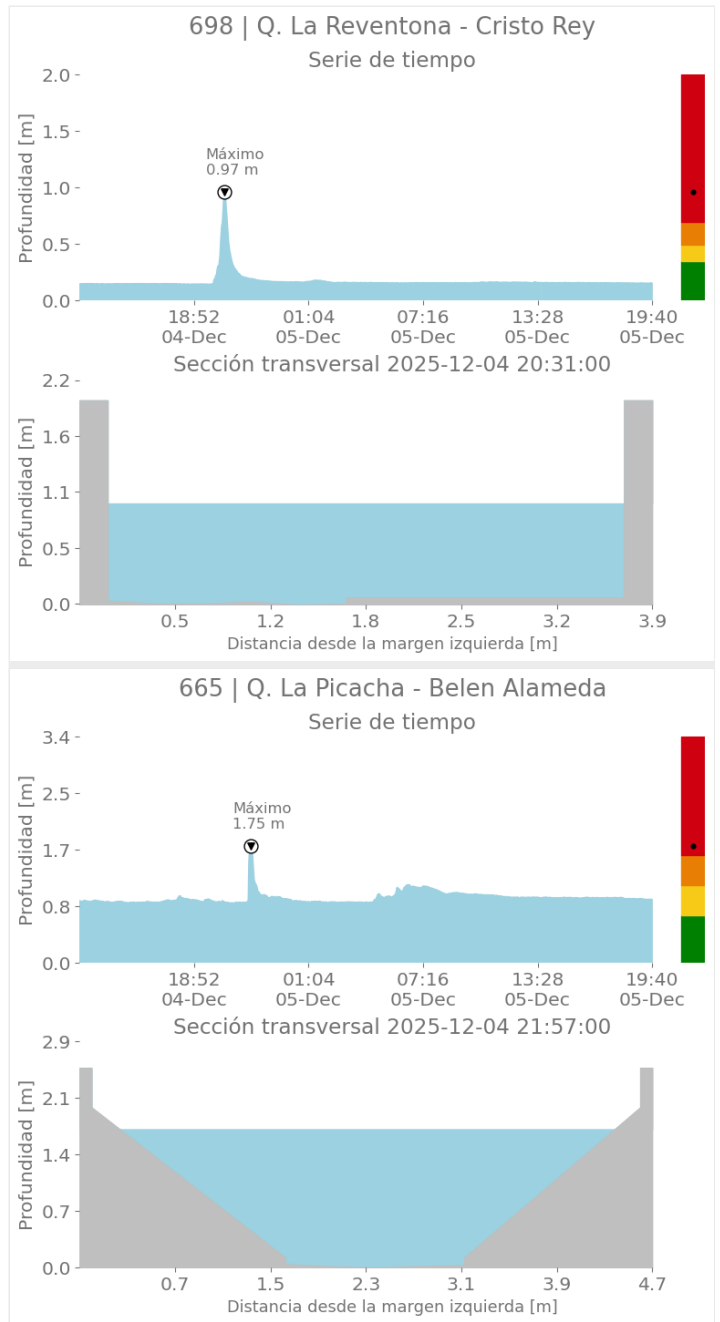 698 | Q. La Reventona - Cristo Rey
Serie de tiempo
Profundidad [m]
2.0
1.5
1.0
0.5
0.0
Máximo
0.97 m
18:52 01:04 07:16 13:28 19:40
04-Dec 05-Dec 05-Dec 05-Dec 05-Dec
Sección transversal 2025-12-04 20:31:00
Profundidad [m]
2.2
1.6
1.1
0.5
0.0
0.5 1.2 1.8 2.5 3.2 3.9
Distancia desde la margen izquierda [m]
665 | Q. La Picacha - Belen Alameda
Serie de tiempo
Profundidad [m]
3.4
2.5
1.7
0.8
0.0
Máximo
1.75 m
18:52 01:04 07:16 13:28 19:40
04-Dec 05-Dec 05-Dec 05-Dec 05-Dec
Sección transversal 2025-12-04 21:57:00
Profundidad [m]
2.9
2.1
1.4
0.7
0.0
0.7 1.5 2.3 3.1 3.9 4.7
Distancia desde la margen izquierda [m]